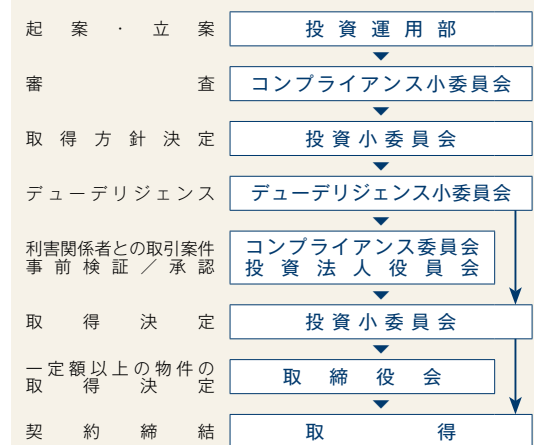 起案・立案
投資運用部
審査
コンプライアンス小委員会
取得方針決定
投資小委員会
デューデリジェンス
デューデリジェンス小委員会
利害関係者との取引案件
事前検証／承認
コンプライアンス委員会
投資法人役員会
取得決定
投資小委員会
一定額以上の物件の
取得決定
取締役会
契約締結
取得